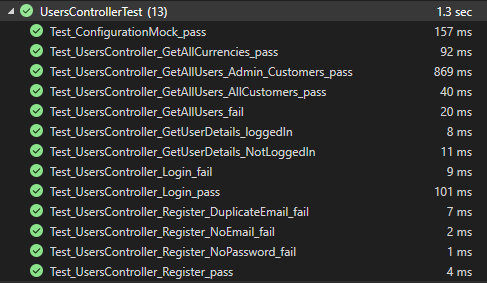 UsersControllerTest (13) 1.3 sec
Test_ConfigurationMock_pass 157 ms
Test_UsersController_GetAllCurrencies_pass 92 ms
Test_UsersController_GetAllUsers_Admin_Customers_pass 869 ms
Test_UsersController_GetAllUsers_AllCustomers_pass 40 ms
Test_UsersController_GetAllUsers_fail 20 ms
Test_UsersController_GetUserDetails_loggedIn 8 ms
Test_UsersController_GetUserDetails_NotLoggedIn 11 ms
Test_UsersController_Login_fail 9 ms
Test_UsersController_Login_pass 101 ms
Test_UsersController_Register_DuplicateEmail_fail 7 ms
Test_UsersController_Register_NoEmail_fail 2 ms
Test_UsersController_Register_NoPassword_fail 1 ms
Test_UsersController_Register_pass 4 ms